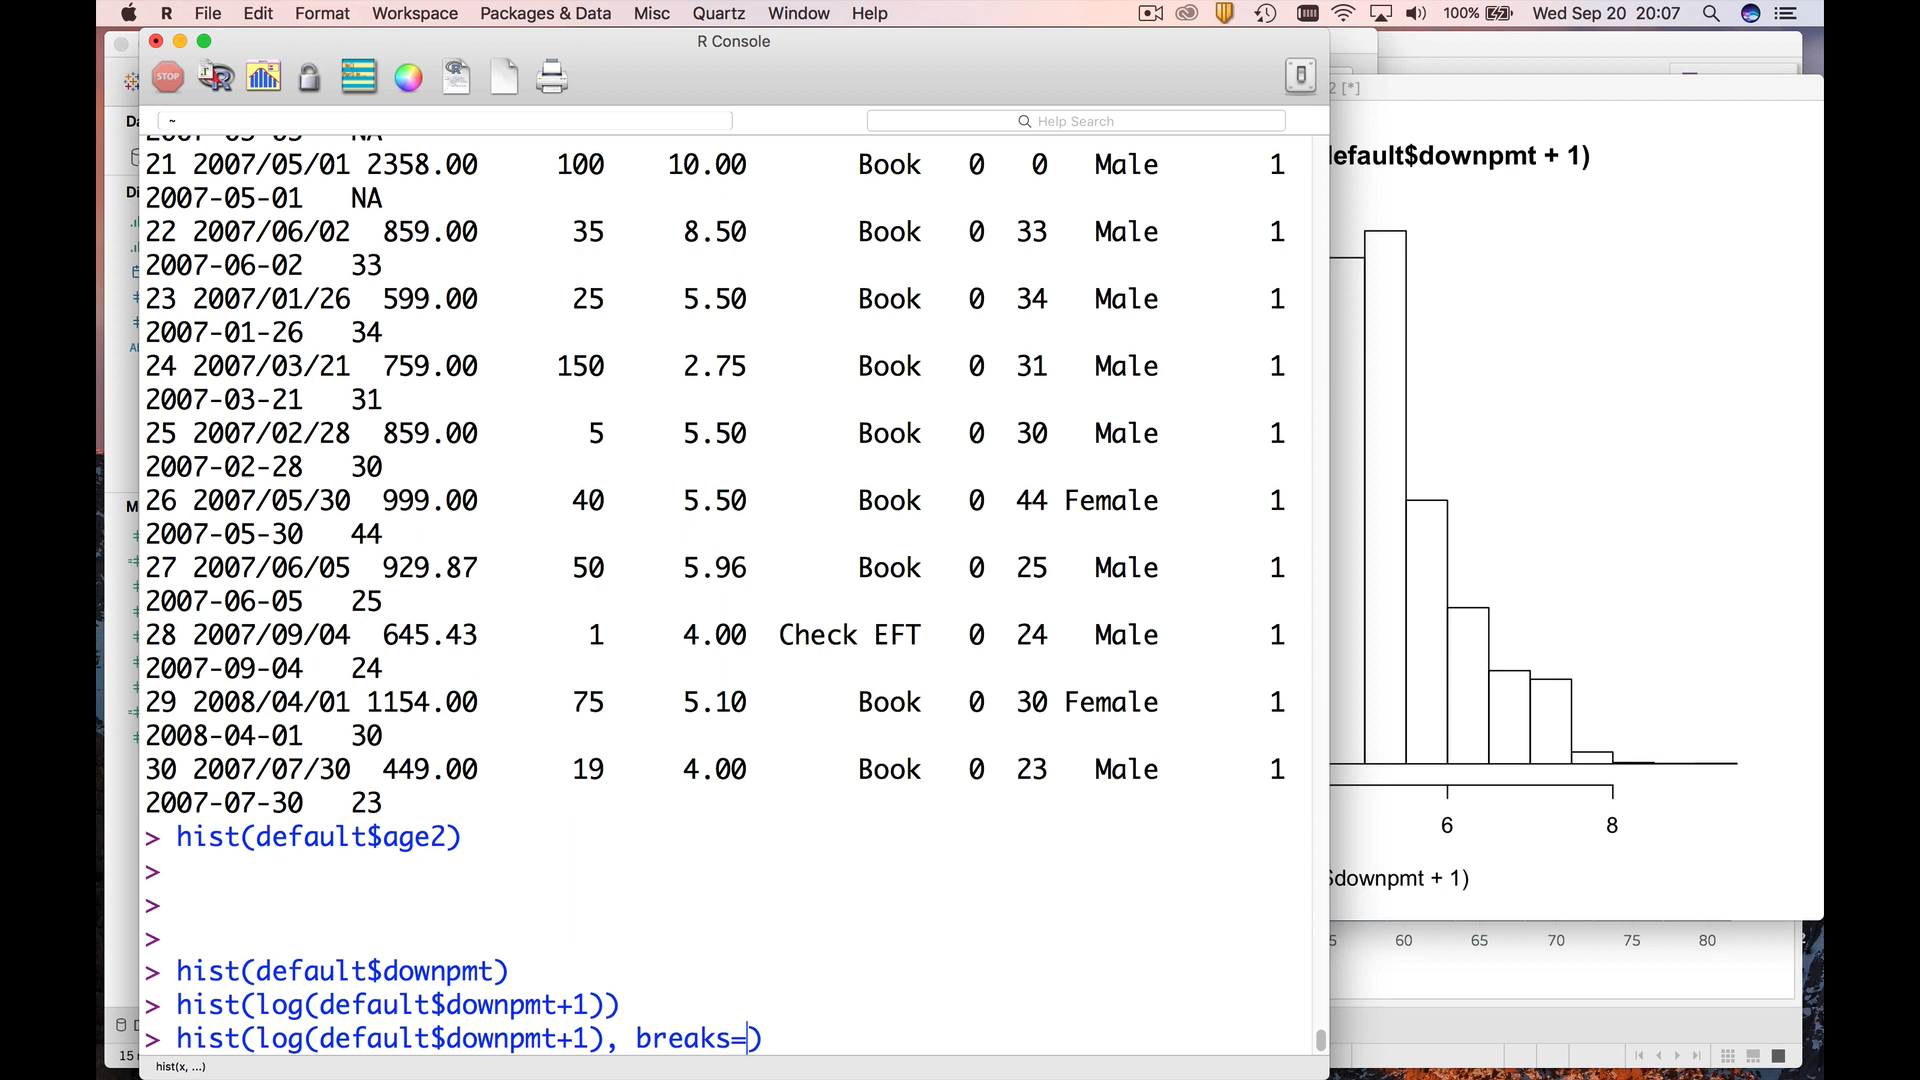 R File Edit Format Workspace Packages & Data Misc Quartz Window Help 100% Wed Sep 20 20:07
R Console
STOP
2 [*]
~
Help Search
21 2007/05/01 2358.00 100 10.00 Book 0 0 Male 1
2007-05-01 NA
22 2007/06/02 859.00 35 8.50 Book 0 33 Male 1
2007-06-02 33
23 2007/01/26 599.00 25 5.50 Book 0 34 Male 1
2007-01-26 34
24 2007/03/21 759.00 150 2.75 Book 0 31 Male 1
2007-03-21 31
25 2007/02/28 859.00 5 5.50 Book 0 30 Male 1
2007-02-28 30
26 2007/05/30 999.00 40 5.50 Book 0 44 Female 1
2007-05-30 44
27 2007/06/05 929.87 50 5.96 Book 0 25 Male 1
2007-06-05 25
28 2007/09/04 645.43 1 4.00 Check EFT 0 24 Male 1
2007-09-04 24
29 2008/04/01 1154.00 75 5.10 Book 0 30 Female 1
2008-04-01 30
30 2007/07/30 449.00 19 4.00 Book 0 23 Male 1
2007-07-30 23
> hist(default$age2)
>
>
>
> hist(default$downpmt)
> hist(log(default$downpmt+1))
> hist(log(default$downpmt+1), breaks=)
hist(x, ...)
efault$downpmt + 1)
6 8
$downpmt + 1)
5 60 65 70 75 80
Da
Di
M
15